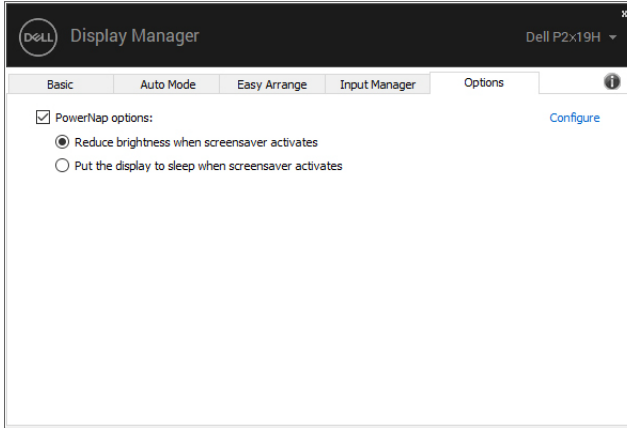 x
DELL Display Manager Dell P2x19H
Basic Auto Mode Easy Arrange Input Manager Options i
PowerNap options: Configure
Reduce brightness when screensaver activates
Put the display to sleep when screensaver activates